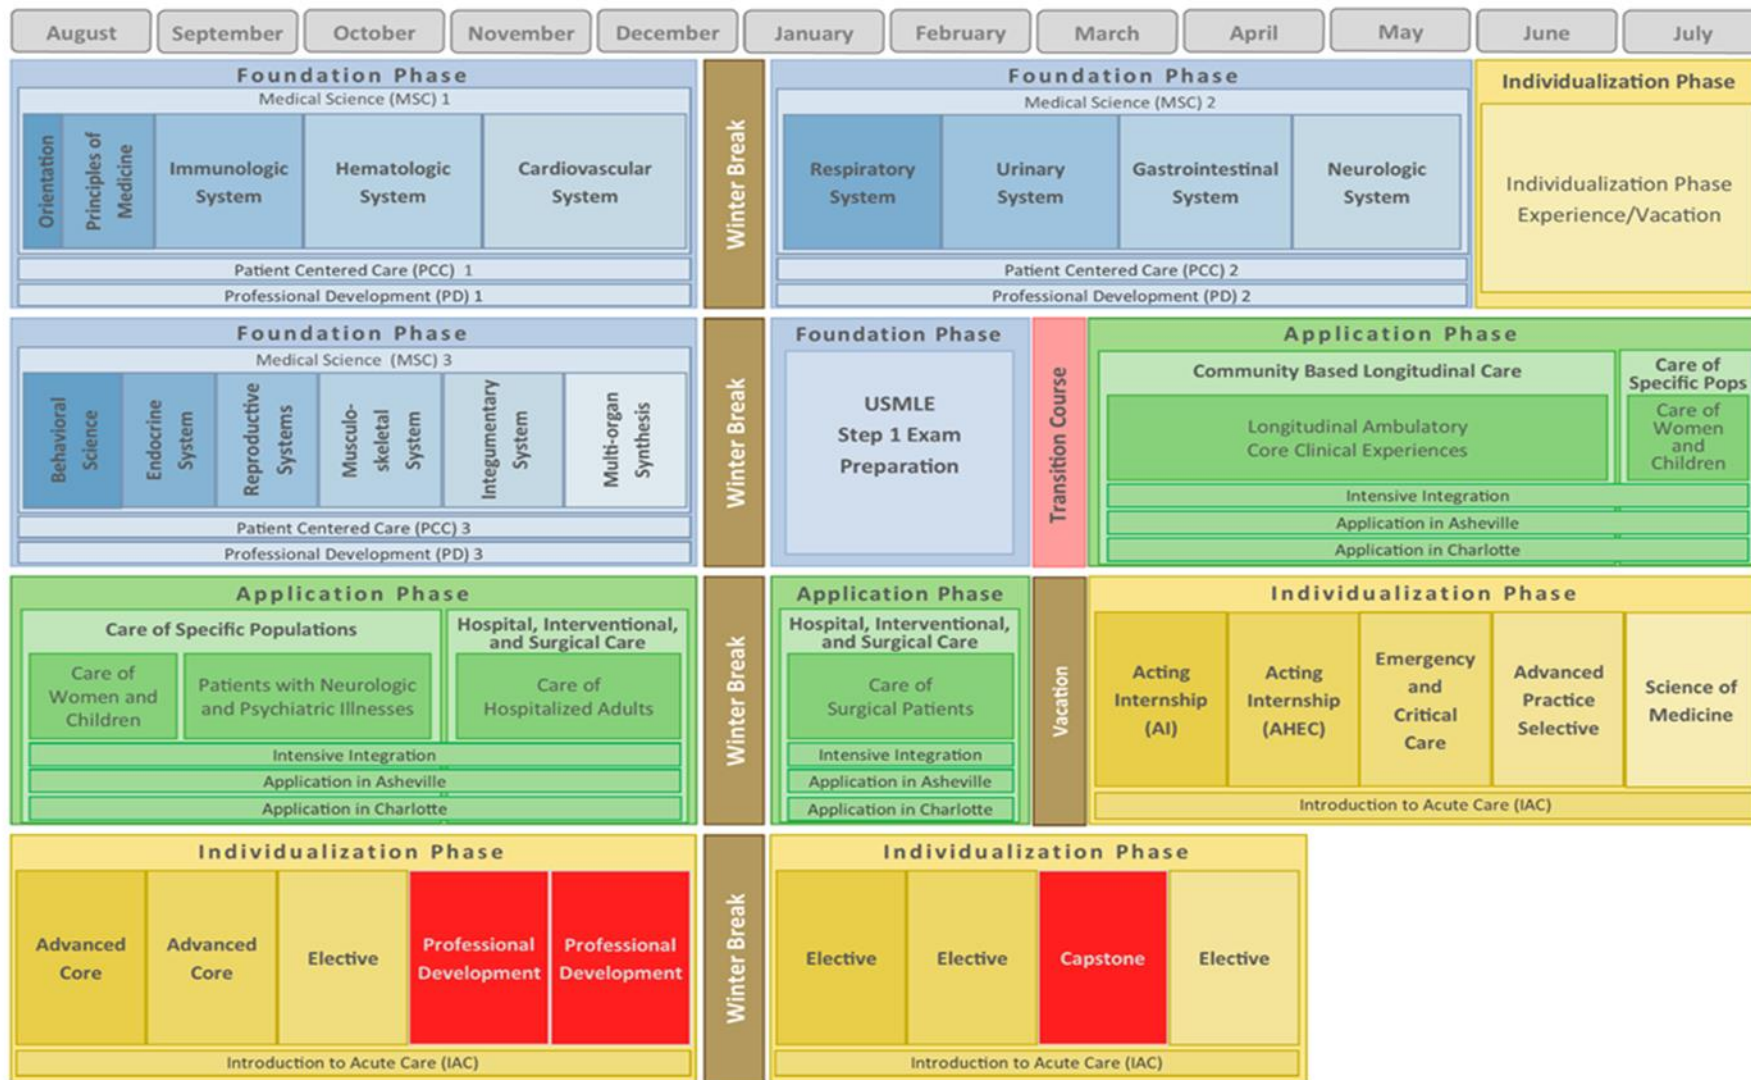 August
September
October
November
December
January
February
March
April
May
June
July
Foundation Phase
Medical Science (MSC) 1
Orientation
Principles of
Medicine
Immunologic
System
Hematologic
System
Cardiovascular
System
Patient Centered Care (PCC) 1
Professional Development (PD) 1
Winter Break
Foundation Phase
Medical Science (MSC) 2
Respiratory
System
Urinary
System
Gastrointestinal
System
Neurologic
System
Patient Centered Care (PCC) 2
Professional Development (PD) 2
Individualization Phase
Individualization Phase
Experience/Vacation
Foundation Phase
Medical Science (MSC) 3
Behavioral
Science
Endocrine
System
Reproductive
Systems
Musculo-
skeletal
System
Integumentary
System
Multi-organ
Synthesis
Patient Centered Care (PCC) 3
Professional Development (PD) 3
Winter Break
Foundation Phase
USMLE
Step 1 Exam
Preparation
Transition Course
Application Phase
Community Based Longitudinal Care
Longitudinal Ambulatory
Core Clinical Experiences
Care of
Specific Pops
Care of
Women
and
Children
Intensive Integration
Application in Asheville
Application in Charlotte
Application Phase
Care of Specific Populations
Care of
Women and
Children
Patients with Neurologic
and Psychiatric Illnesses
Hospital, Interventional,
and Surgical Care
Care of
Hospitalized Adults
Intensive Integration
Application in Asheville
Application in Charlotte
Winter Break
Application Phase
Hospital, Interventional,
and Surgical Care
Care of
Surgical Patients
Intensive Integration
Application in Asheville
Application in Charlotte
Vacation
Individualization Phase
Acting
Internship
(AI)
Acting
Internship
(AHEC)
Emergency
and
Critical
Care
Advanced
Practice
Selective
Science of
Medicine
Introduction to Acute Care (IAC)
Individualization Phase
Advanced
Core
Advanced
Core
Elective
Professional
Development
Professional
Development
Introduction to Acute Care (IAC)
Winter Break
Individualization Phase
Elective
Elective
Capstone
Elective
Introduction to Acute Care (IAC)